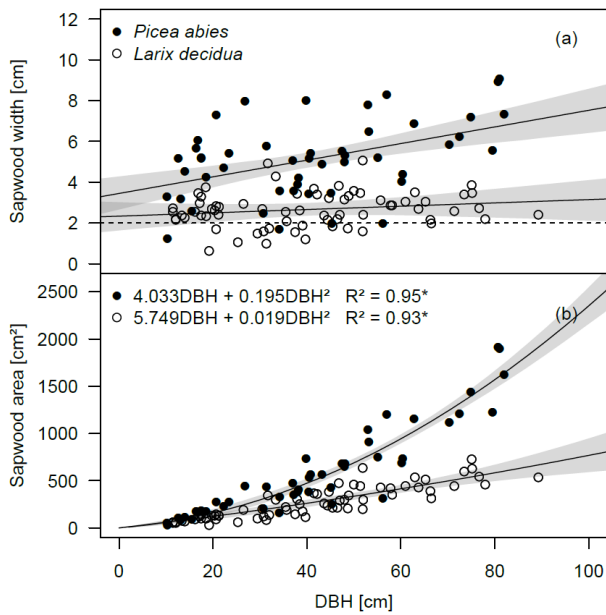 12
10
8
6
4
2
0
Sapwood width [cm]
Picea abies
Larix decidua
(a)
4.033DBH + 0.195DBH² R² = 0.95*
5.749DBH + 0.019DBH² R² = 0.93*
(b)
2500
2000
1500
1000
500
0
Sapwood area [cm²]
0 20 40 60 80 100
DBH [cm]